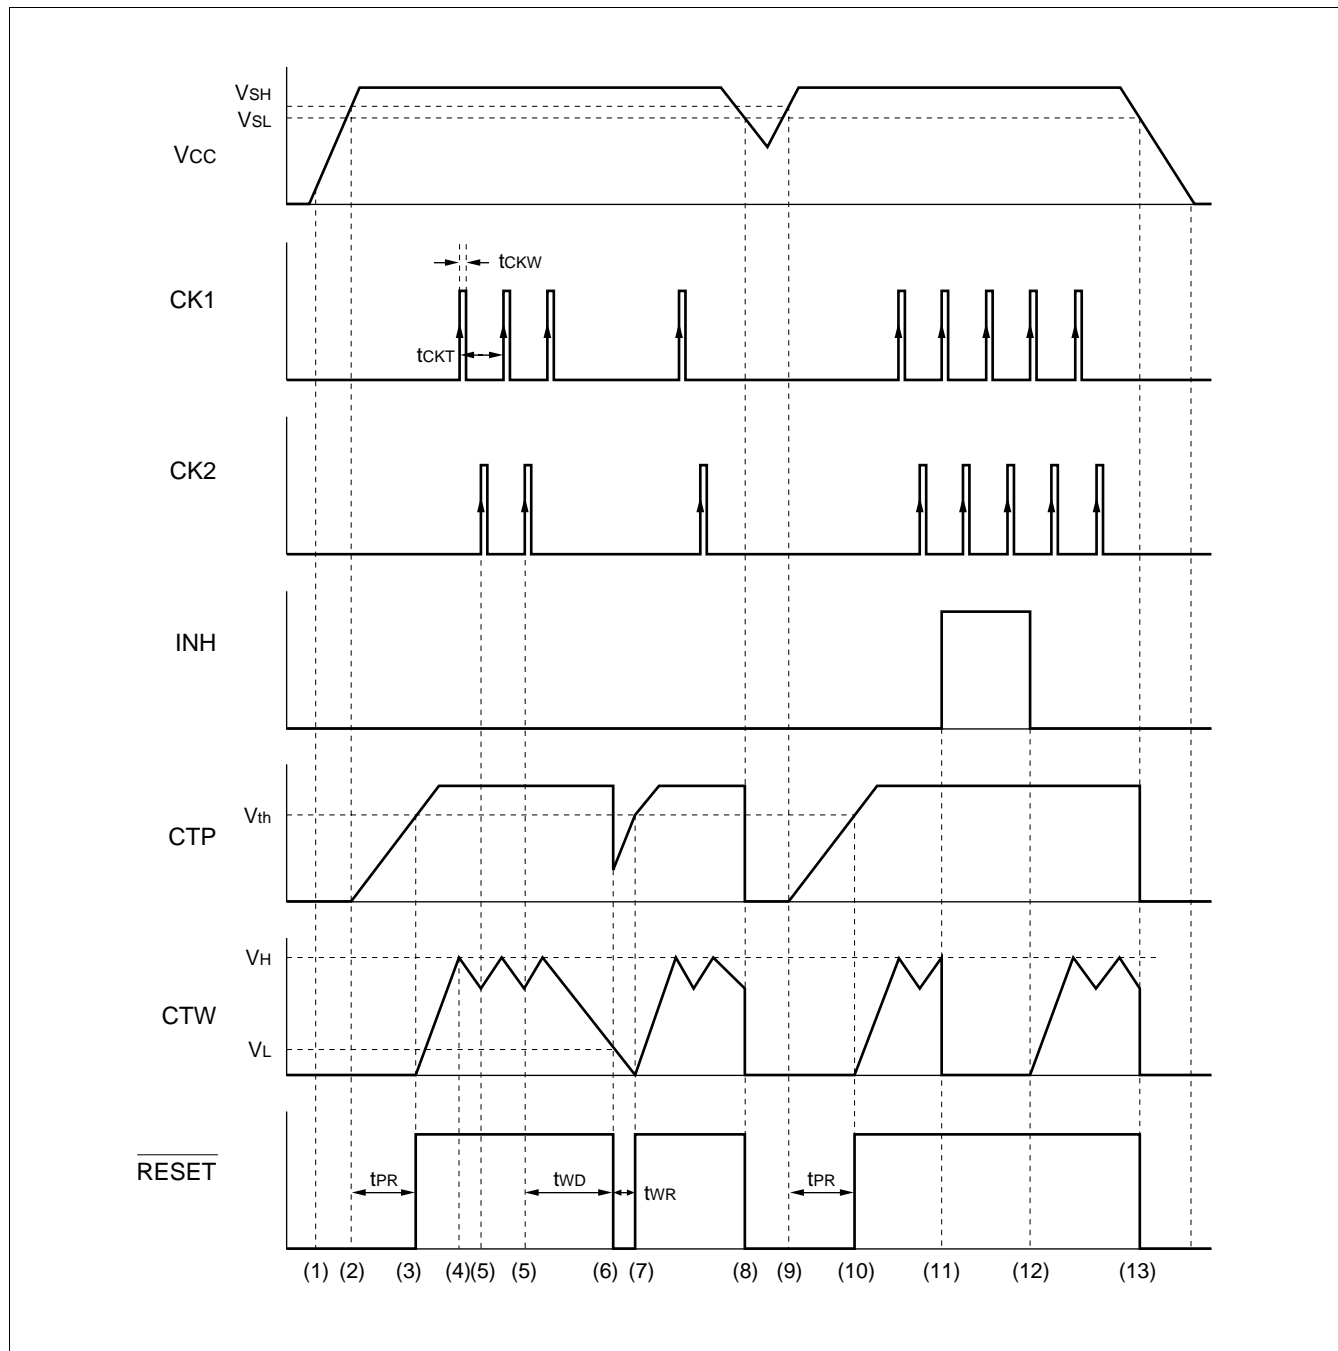 VSH
VSL
VCC
tCKW
CK1
tCKT
CK2
INH
Vth
CTP
VH
CTW
VL
RESET
tPR
tWD
tWR
tPR
(1) (2) (3) (4) (5) (5) (6) (7) (8) (9) (10) (11) (12) (13)